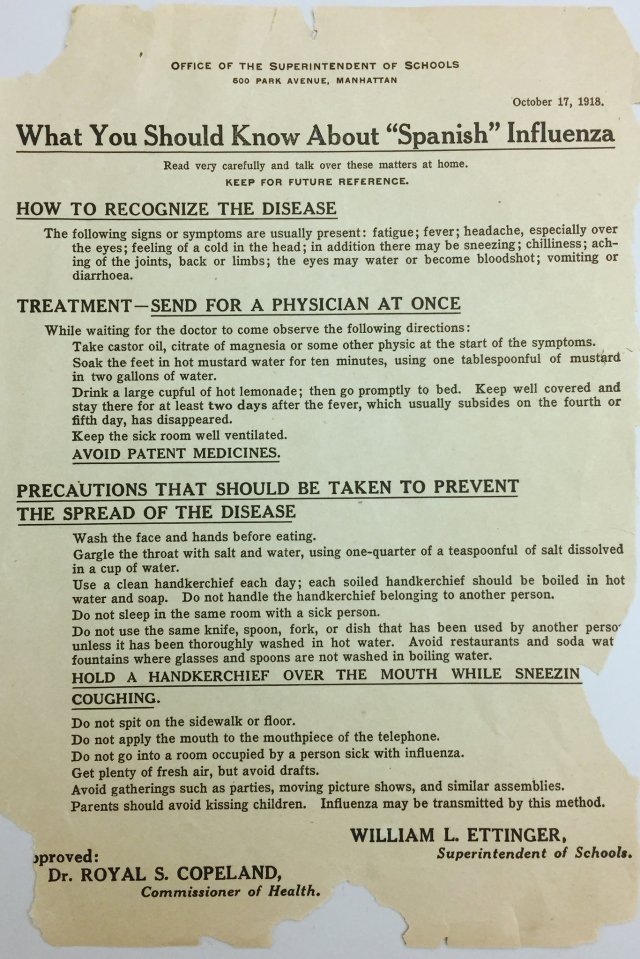 OFFICE OF THE SUPERINTENDENT OF SCHOOLS
500 PARK AVENUE, MANHATTAN
October 17, 1918.
What You Should Know About "Spanish" Influenza
Read very carefully and talk over these matters at home.
KEEP FOR FUTURE REFERENCE.
HOW TO RECOGNIZE THE DISEASE
The following signs or symptoms are usually present: fatigue; fever; headache, especially over
the eyes; feeling of a cold in the head; in addition there may be sneezing; chilliness; ach-
ing of the joints, back or limbs; the eyes may water or become bloodshot; vomiting or
diarrhoea.
TREATMENT—SEND FOR A PHYSICIAN AT ONCE
While waiting for the doctor to come observe the following directions:
Take castor oil, citrate of magnesia or some other physic at the start of the symptoms.
Soak the feet in hot mustard water for ten minutes, using one tablespoonful of mustard
in two gallons of water.
Drink a large cupful of hot lemonade; then go promptly to bed. Keep well covered and
stay there for at least two days after the fever, which usually subsides on the fourth or
fifth day, has disappeared.
Keep the sick room well ventilated.
AVOID PATENT MEDICINES.
PRECAUTIONS THAT SHOULD BE TAKEN TO PREVENT
THE SPREAD OF THE DISEASE
Wash the face and hands before eating.
Gargle the throat with salt and water, using one-quarter of a teaspoonful of salt dissolved
in a cup of water.
Use a clean handkerchief each day; each soiled handkerchief should be boiled in hot
water and soap. Do not handle the handkerchief belonging to another person.
Do not sleep in the same room with a sick person.
Do not use the same knife, spoon, fork, or dish that has been used by another perso
unless it has been thoroughly washed in hot water. Avoid restaurants and soda wat
fountains where glasses and spoons are not washed in boiling water.
HOLD A HANDKERCHIEF OVER THE MOUTH WHILE SNEEZIN
COUGHING.
Do not spit on the sidewalk or floor.
Do not apply the mouth to the mouthpiece of the telephone.
Do not go into a room occupied by a person sick with influenza.
Get plenty of fresh air, but avoid drafts.
Avoid gatherings such as parties, moving picture shows, and similar assemblies.
Parents should avoid kissing children. Influenza may be transmitted by this method.
WILLIAM L. ETTINGER,
Superintendent of Schools.
pproved:
Dr. ROYAL S. COPELAND,
Commissioner of Health.